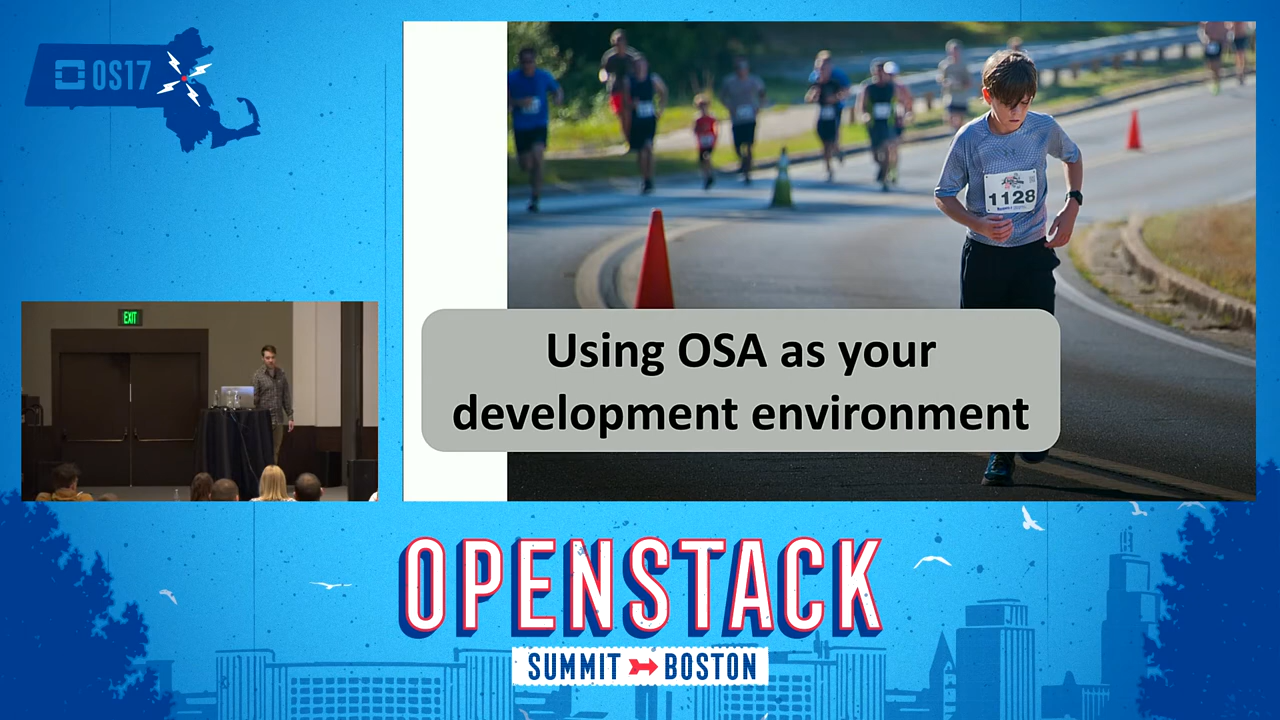 OS17
EXIT
1128
Using OSA as your
development environment
OPENSTACK
SUMMIT BOSTON